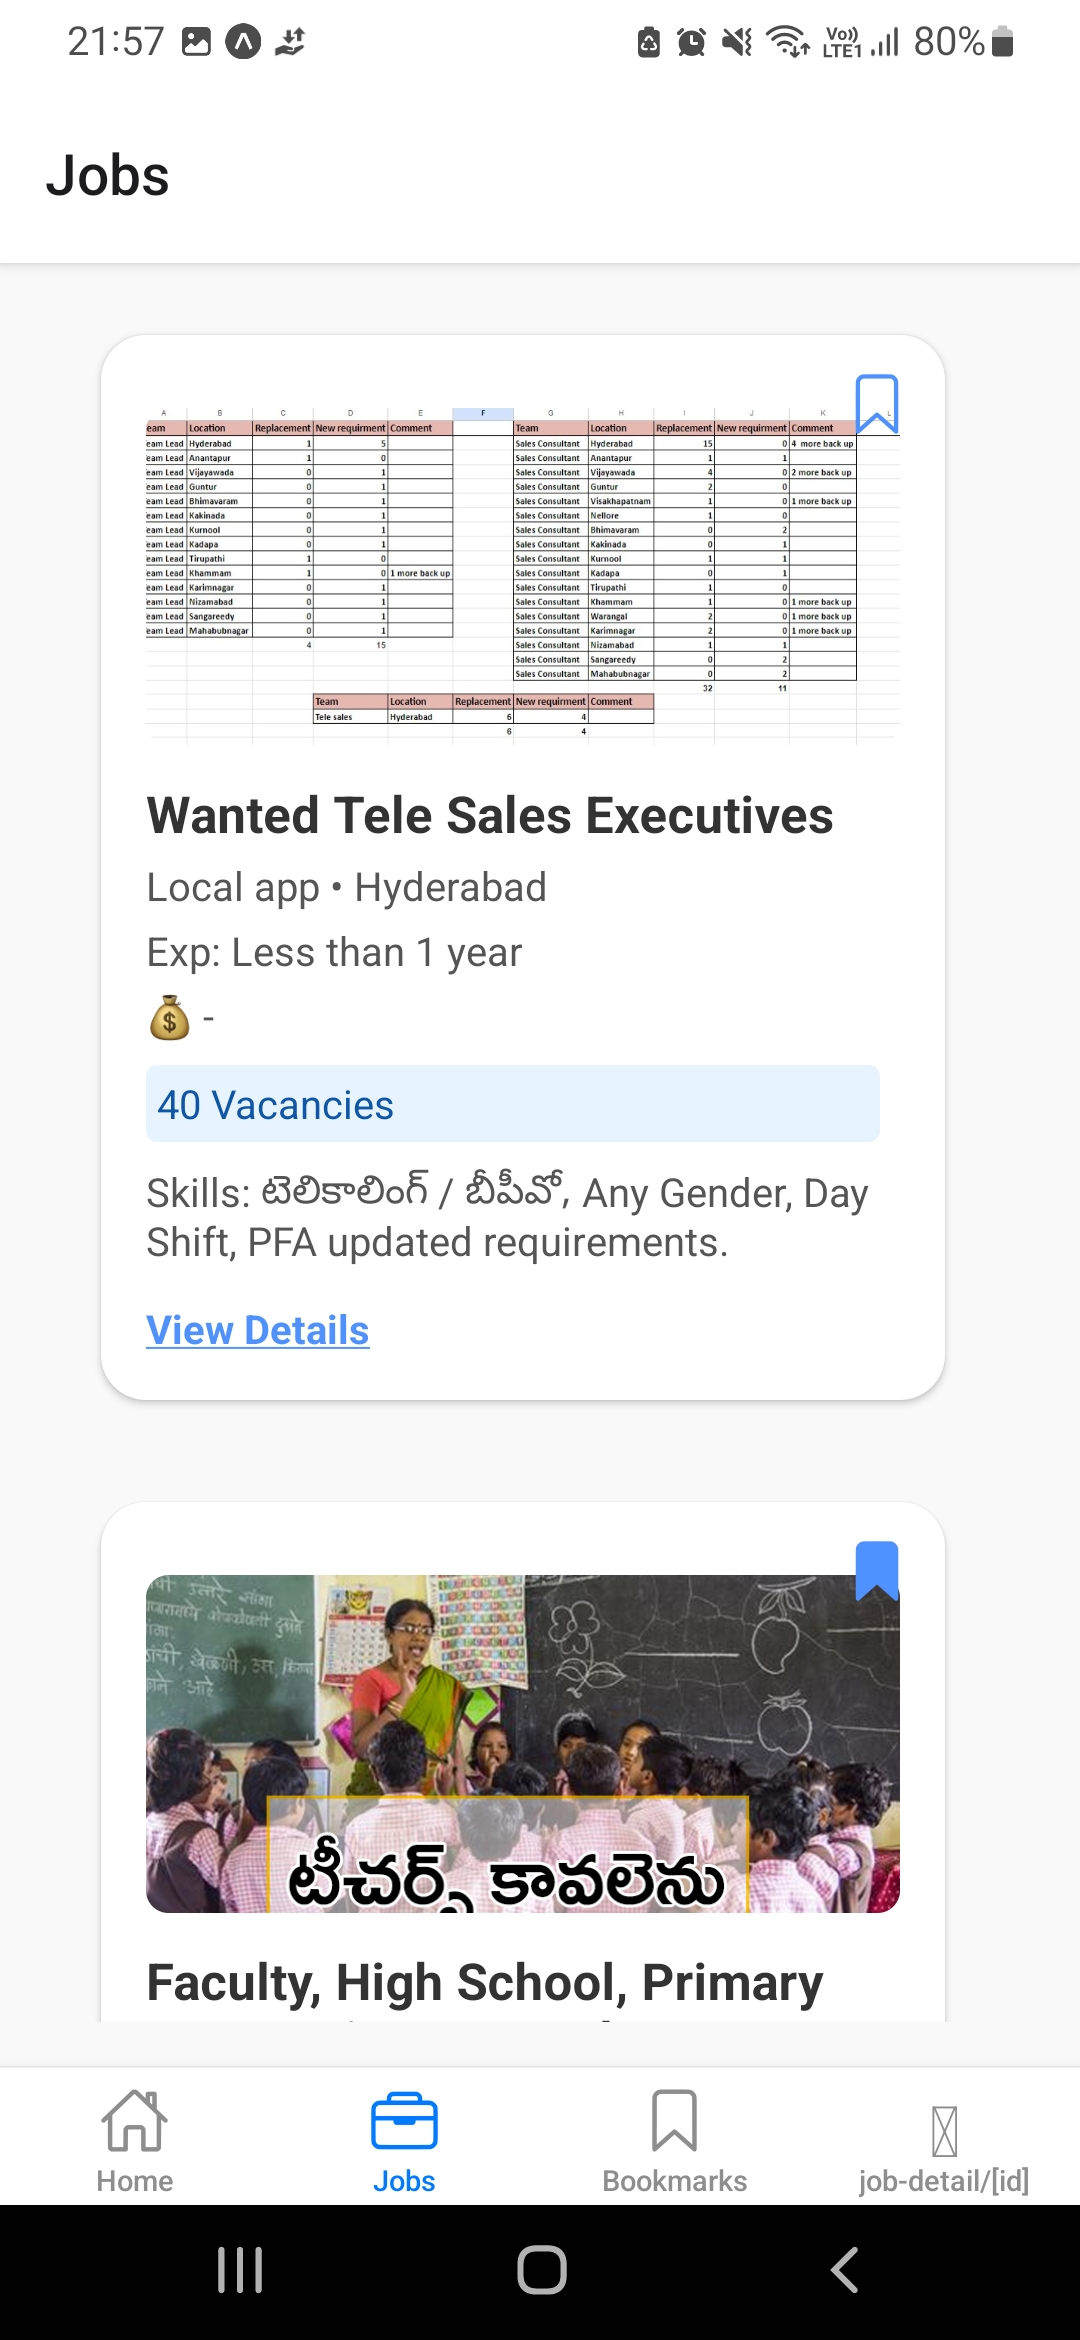 21:57
Vo)) LTE1 80%
Jobs
A B C D E F G H I J K L
eam Location Replacement New requirment Comment Team Location Replacement New requirment Comment
eam Lead Hyderabad 1 5 Sales Consultant Hyderabad 15 0 4 more back up
eam Lead Anantapur 1 0 Sales Consultant Anantapur 1 1
eam Lead Vijayawada 0 1 Sales Consultant Vijayawada 4 0 2 more back up
eam Lead Guntur 0 1 Sales Consultant Guntur 2 0
eam Lead Bhimavaram 0 1 Sales Consultant Visakhapatnam 1 0 1 more back up
eam Lead Kakinada 0 1 Sales Consultant Nellore 1 0
eam Lead Kurnool 0 1 Sales Consultant Bhimavaram 0 2
eam Lead Kadapa 0 1 Sales Consultant Kakinada 0 1
eam Lead Tirupathi 1 0 Sales Consultant Kurnool 1 1
eam Lead Khammam 1 0 1 more back up Sales Consultant Kadapa 0 1
eam Lead Karimnagar 0 1 Sales Consultant Tirupathi 1 0
eam Lead Nizamabad 0 1 Sales Consultant Khammam 1 0 1 more back up
eam Lead Sangareedy 0 1 Sales Consultant Warangal 2 0 1 more back up
eam Lead Mahabubnagar 0 1 Sales Consultant Karimnagar 2 0 1 more back up
4 15 Sales Consultant Nizamabad 1 1
Sales Consultant Sangareedy 0 2
Sales Consultant Mahabubnagar 0 2
32 11
Team Location Replacement New requirment Comment
Tele sales Hyderabad 6 4
6 4
Wanted Tele Sales Executives
Local app • Hyderabad
Exp: Less than 1 year
💰 -
40 Vacancies
Skills: టెలికాలింగ్ / బీపీవో, Any Gender, Day
Shift, PFA updated requirements.
View Details
టీచర్స్ కావలెను
Faculty, High School, Primary
Home Jobs Bookmarks job-detail/[id]